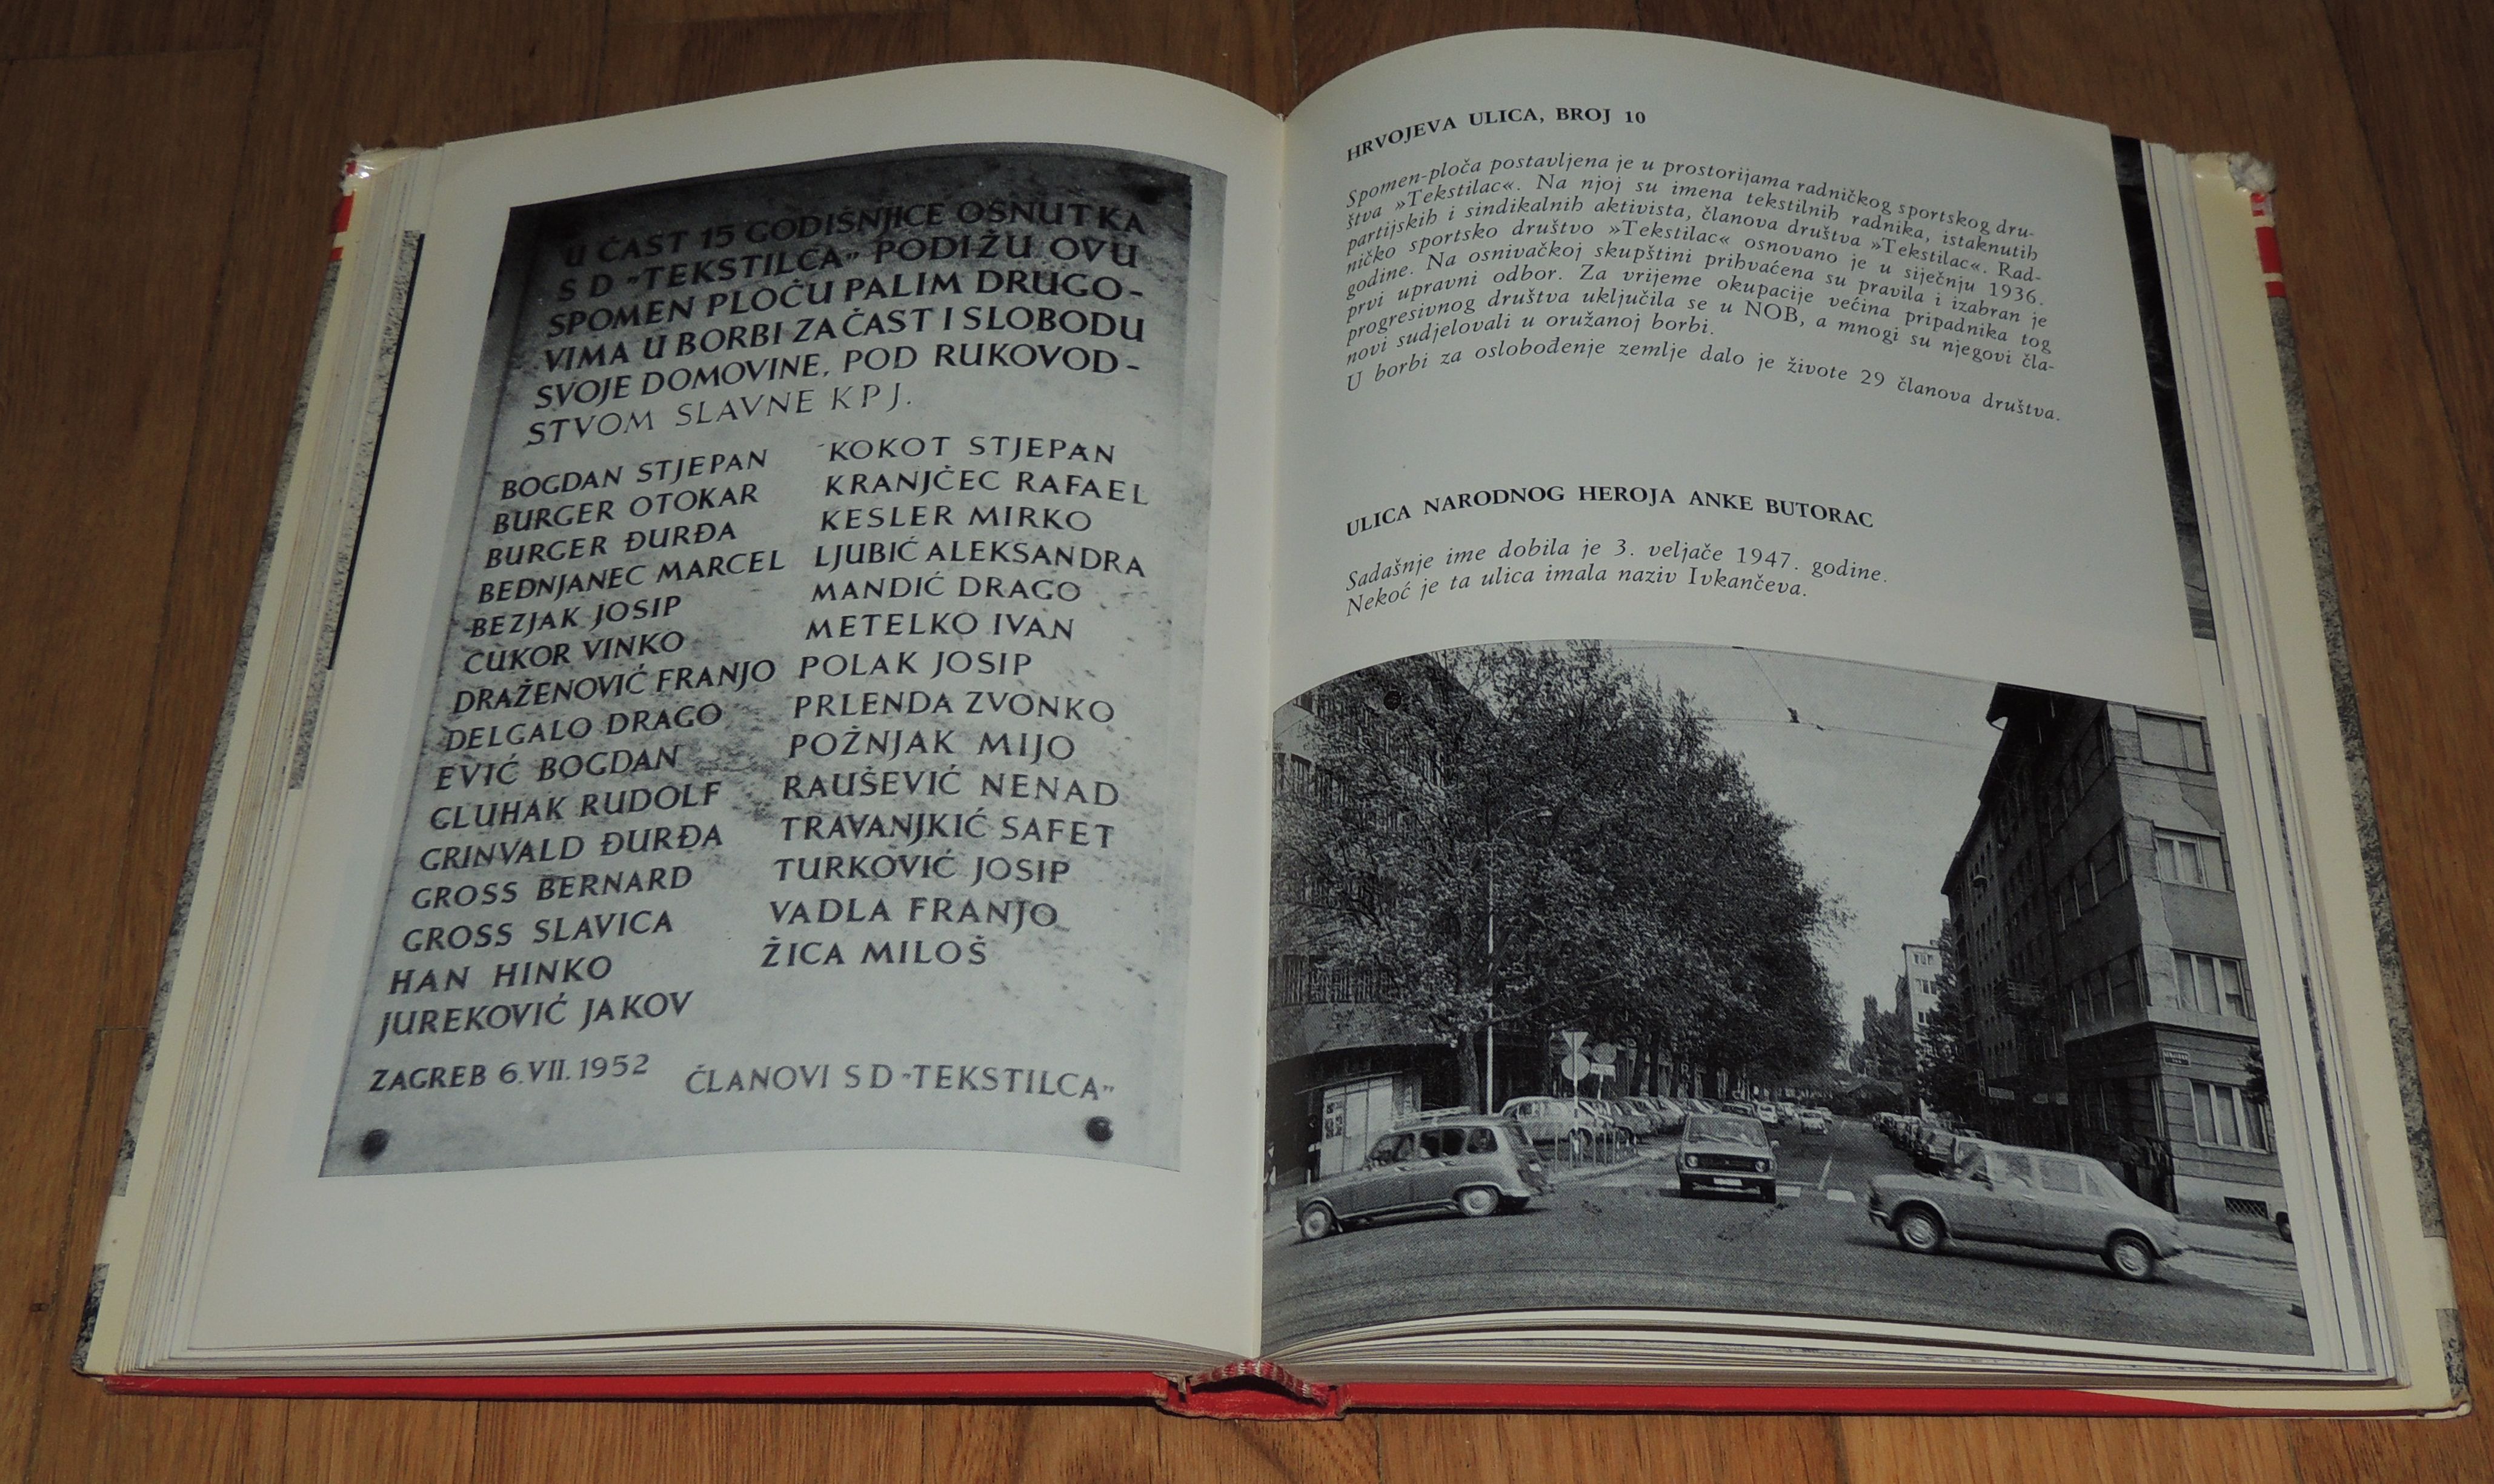 U ČAST 15 GODIŠNJICE OSNUTKA
S D "TEKSTILCA" PODIŽU OVU
SPOMEN PLOČU PALIM DRUGO-
VIMA U BORBI ZA ČAST I SLOBODU
SVOJE DOMOVINE, POD RUKOVOD-
STVOM SLAVNE KPJ.
BOGDAN STJEPAN
BURGER OTOKAR
BURGER ĐURĐA
BEDNJANEC MARCEL
BEZJAK JOSIP
CUKOR VINKO
DRAŽENOVIĆ FRANJO
DELGALO DRAGO
EVIĆ BOGDAN
GLUHAK RUDOLF
GRINVALD ĐURĐA
GROSS BERNARD
GROSS SLAVICA
HAN HINKO
JUREKOVIĆ JAKOV
KOKOT STJEPAN
KRANJČEC RAFAEL
KESLER MIRKO
LJUBIĆ ALEKSANDRA
MANDIĆ DRAGO
METELKO IVAN
POLAK JOSIP
PRLENDA ZVONKO
POŽNJAK MIJO
RAUŠEVIĆ NENAD
TRAVANJKIĆ SAFET
TURKOVIĆ JOSIP
VADLA FRANJO
ŽICA MILOŠ
ZAGREB 6.VII.1952
ČLANOVI S D "TEKSTILCA"
HRVOJEVA ULICA, BROJ 10
Spomen-ploča postavljena je u prostorijama radničkog sportskog dru-
štva »Tekstilac«. Na njoj su imena tekstilnih radnika, istaknutih
partijskih i sindikalnih aktivista, članova društva »Tekstilac«. Rad-
ničko sportsko društvo »Tekstilac« osnovano je u siječnju 1936.
godine. Na osnivačkoj skupštini prihvaćena su pravila i izabran je
prvi upravni odbor. Za vrijeme okupacije većina pripadnika tog
progresivnog društva uključila se u NOB, a mnogi su njegovi čla-
novi sudjelovali u oružanoj borbi.
U borbi za oslobođenje zemlje dalo je živote 29 članova društva.
ULICA NARODNOG HEROJA ANKE BUTORAC
Sadašnje ime dobila je 3. veljače 1947. godine.
Nekoć je ta ulica imala naziv Ivkančeva.